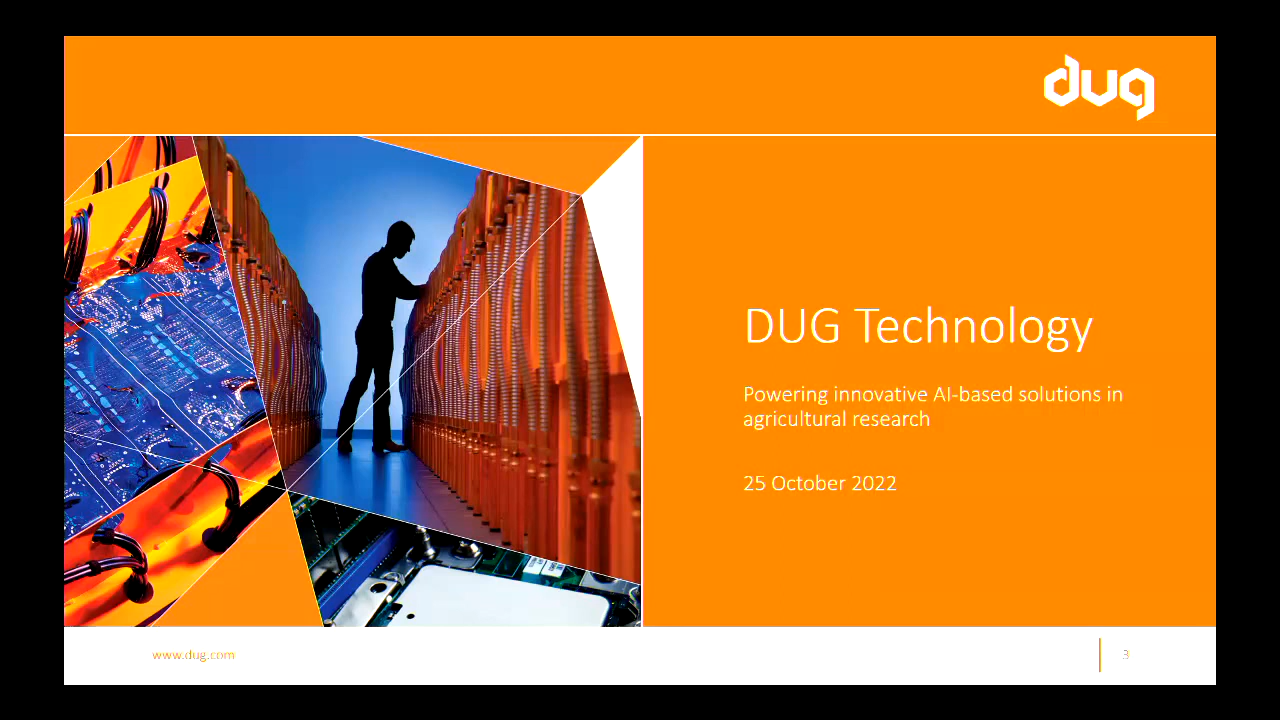 dug
DUG Technology
Powering innovative AI-based solutions in
agricultural research
25 October 2022
www.dug.com
3